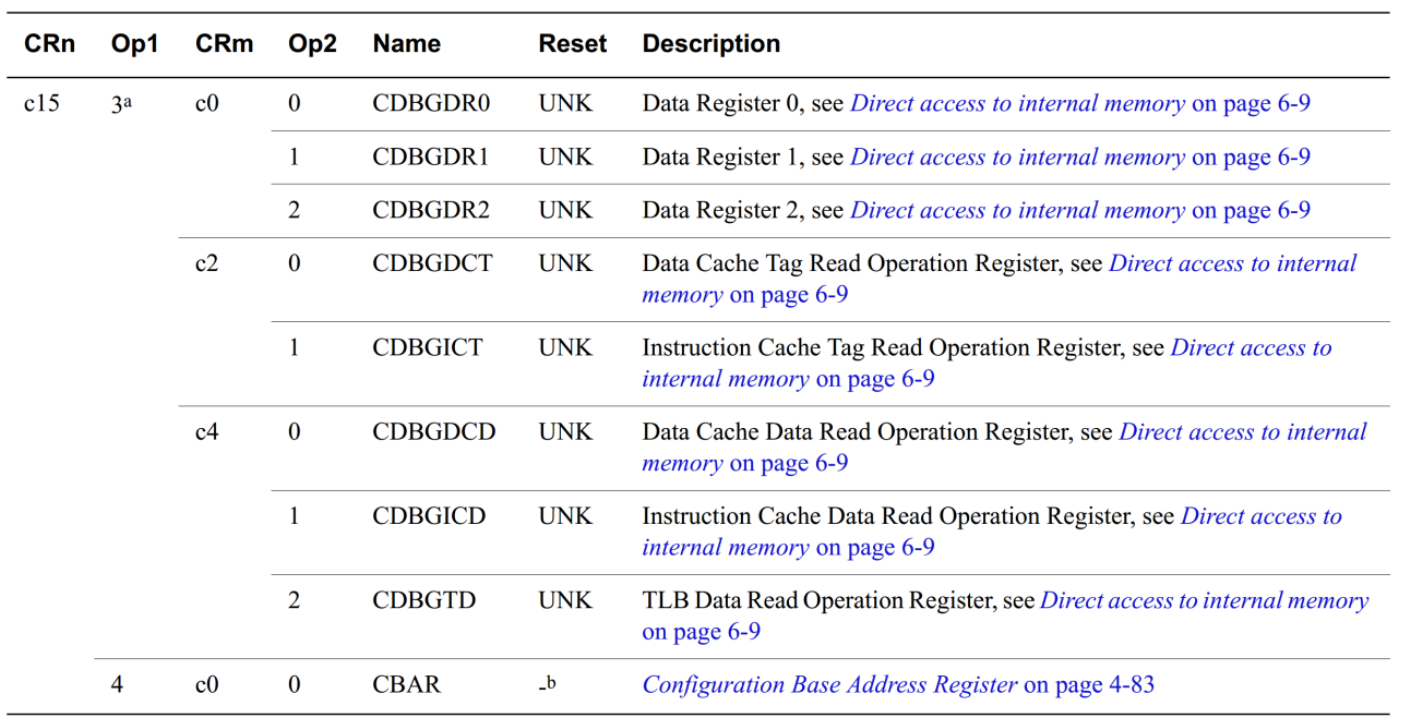 CRn Op1 CRm Op2 Name Reset Description
c15 3a c0 0 CDBGDR0 UNK Data Register 0, see Direct access to internal memory on page 6-9
1 CDBGDR1 UNK Data Register 1, see Direct access to internal memory on page 6-9
2 CDBGDR2 UNK Data Register 2, see Direct access to internal memory on page 6-9
c2 0 CDBGDCT UNK Data Cache Tag Read Operation Register, see Direct access to internal
memory on page 6-9
1 CDBGICT UNK Instruction Cache Tag Read Operation Register, see Direct access to
internal memory on page 6-9
c4 0 CDBGDCD UNK Data Cache Data Read Operation Register, see Direct access to internal
memory on page 6-9
1 CDBGICD UNK Instruction Cache Data Read Operation Register, see Direct access to
internal memory on page 6-9
2 CDBGTD UNK TLB Data Read Operation Register, see Direct access to internal memory
on page 6-9
4 c0 0 CBAR -b Configuration Base Address Register on page 4-83